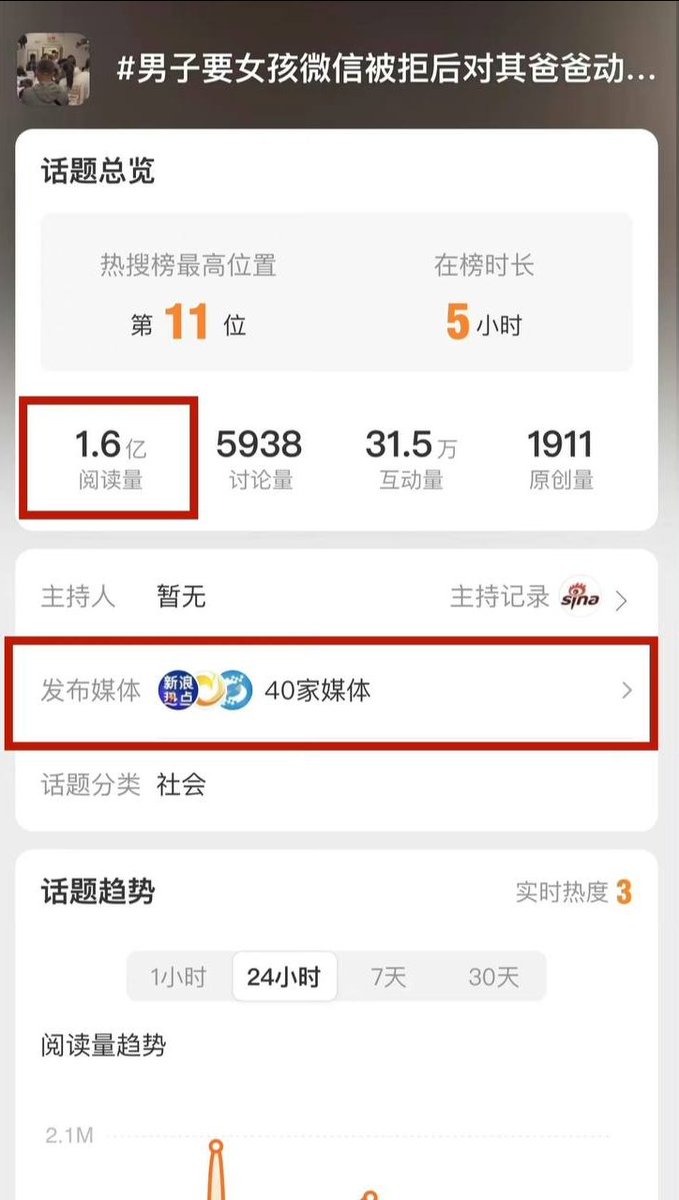 #男子要女孩微信被拒后对其爸爸动...
话题总览
热搜榜最高位置 在榜时长
第 11 位 5 小时
1.6亿 5938 31.5万 1911
阅读量 讨论量 互动量 原创量
主持人 暂无 主持记录 sina
发布媒体 新浪热点 40家媒体
话题分类 社会
话题趋势 实时热度 3
1小时 24小时 7天 30天
阅读量趋势
2.1M